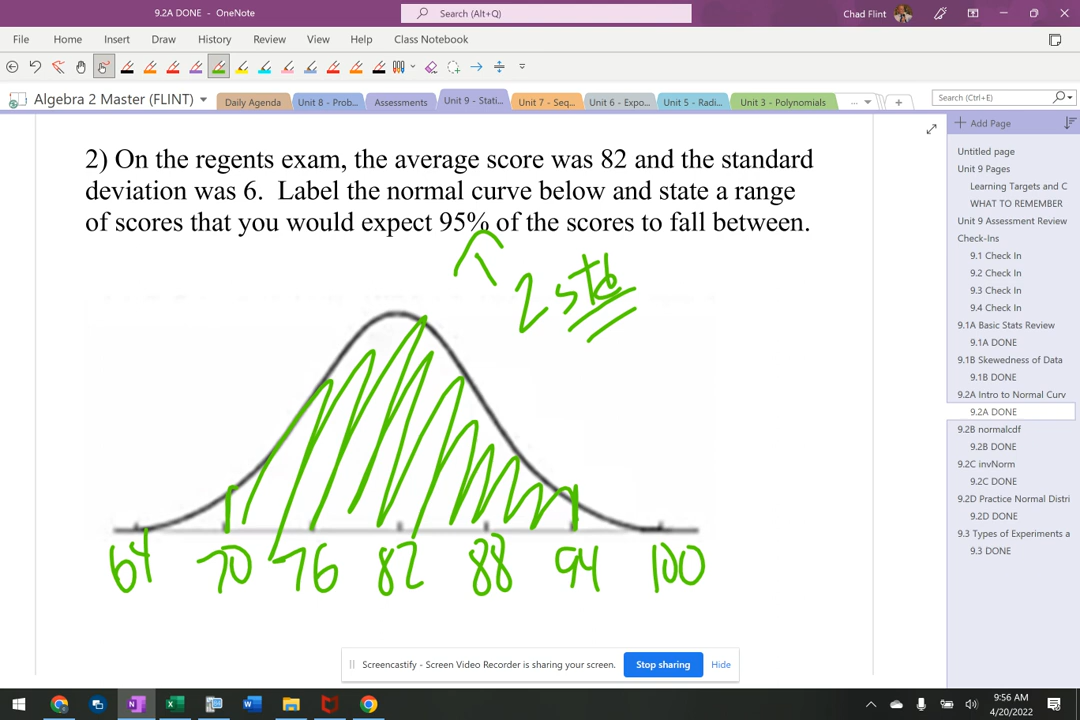 9.2A DONE - OneNote
Search (Alt+Q)
Chad Flint
File Home Insert Draw History Review View Help Class Notebook
Algebra 2 Master (FLINT)
Daily Agenda
Unit 8 - Prob...
Assessments
Unit 9 - Stati...
Unit 7 - Seq...
Unit 6 - Expo...
Unit 5 - Radi...
Unit 3 - Polynomials
...
Search (Ctrl+E)
Add Page
2) On the regents exam, the average score was 82 and the standard
deviation was 6. Label the normal curve below and state a range
of scores that you would expect 95% of the scores to fall between.
2 std
64 70 76 82 88 94 100
Untitled page
Unit 9 Pages
Learning Targets and C
WHAT TO REMEMBER
Unit 9 Assessment Review
Check-Ins
9.1 Check In
9.2 Check In
9.3 Check In
9.4 Check In
9.1A Basic Stats Review
9.1A DONE
9.1B Skewedness of Data
9.1B DONE
9.2A Intro to Normal Curv
9.2A DONE
9.2B normalcdf
9.2B DONE
9.2C invNorm
9.2C DONE
9.2D Practice Normal Distri
9.2D DONE
9.3 Types of Experiments a
9.3 DONE
Screencastify - Screen Video Recorder is sharing your screen.
Stop sharing
Hide
9:56 AM
4/20/2022